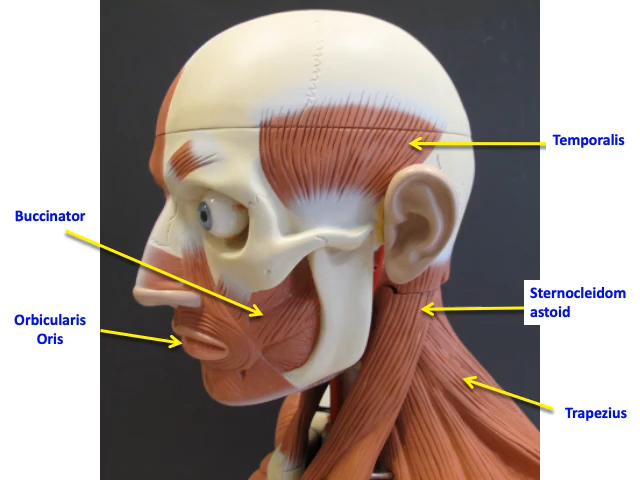 Temporalis
Buccinator
Sternocleidom
astoid
Orbicularis
Oris
Trapezius